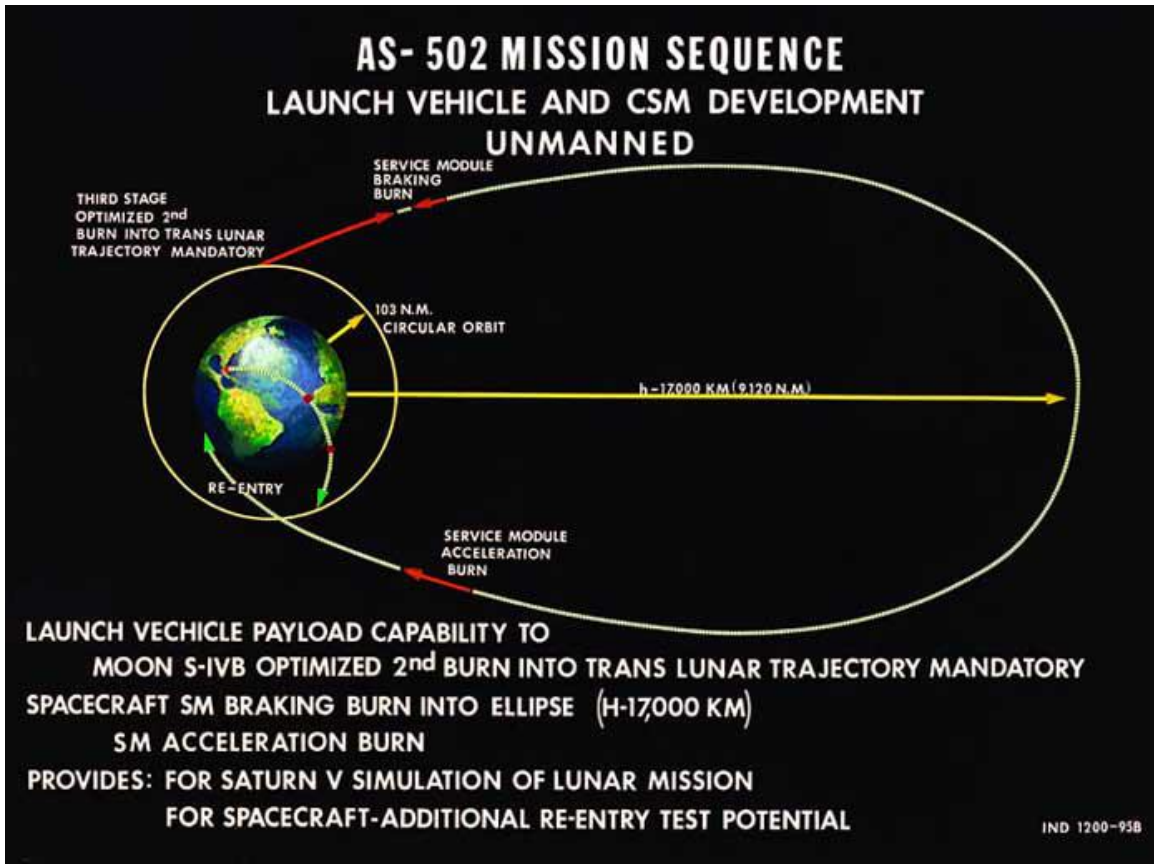 AS- 502 MISSION SEQUENCE
LAUNCH VEHICLE AND CSM DEVELOPMENT
UNMANNED
SERVICE MODULE
BRAKING
BURN
THIRD STAGE
OPTIMIZED 2nd
BURN INTO TRANS LUNAR
TRAJECTORY MANDATORY
103 N.M.
CIRCULAR ORBIT
h-17,000 KM (9,120 N.M.)
RE-ENTRY
SERVICE MODULE
ACCELERATION
BURN
LAUNCH VECHICLE PAYLOAD CAPABILITY TO
MOON S-IVB OPTIMIZED 2nd BURN INTO TRANS LUNAR TRAJECTORY MANDATORY
SPACECRAFT SM BRAKING BURN INTO ELLIPSE (H-17,000 KM)
SM ACCELERATION BURN
PROVIDES: FOR SATURN V SIMULATION OF LUNAR MISSION
FOR SPACECRAFT-ADDITIONAL RE-ENTRY TEST POTENTIAL
IND 1200-95B